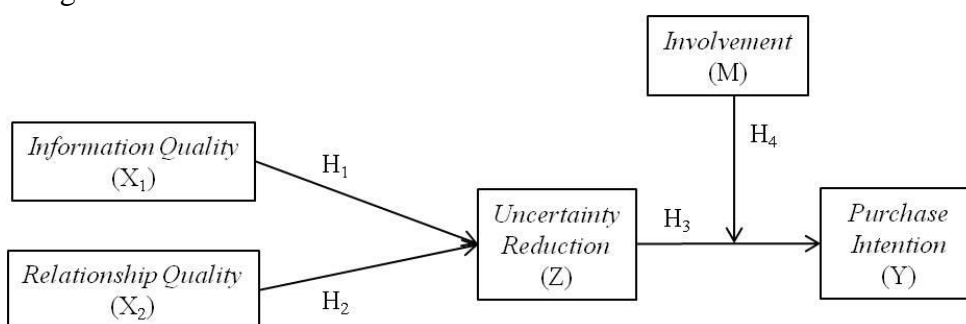 Involvement
(M)
H₄
Information Quality
(X₁)
H₁
Uncertainty
Reduction
(Z)
H₃
Purchase
Intention
(Y)
Relationship Quality
(X₂)
H₂